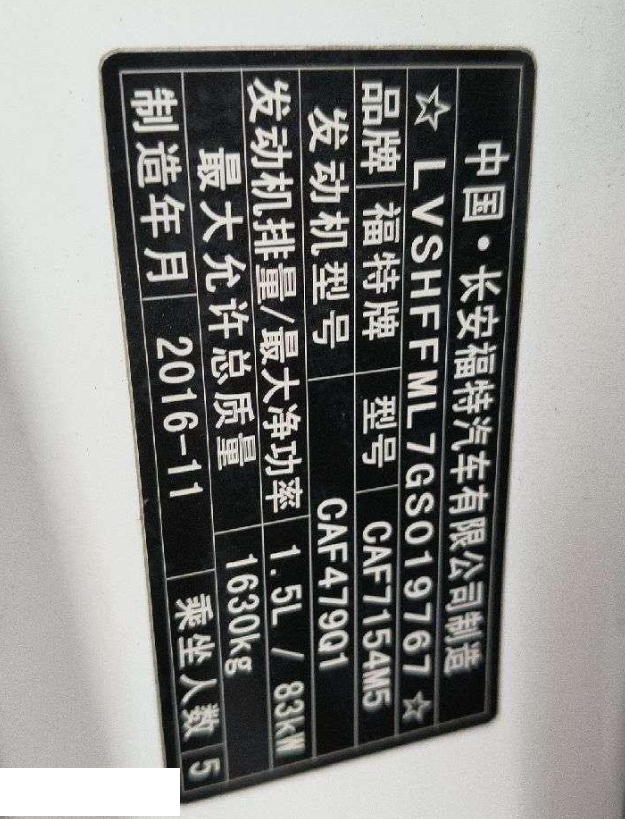 中国·长安福特汽车有限公司制造
☆LVSHFFML7GS019767☆
品牌 福特牌 型号 CAF7154M5
发动机型号 CAF479Q1
发动机排量/最大净功率 1.5L / 83kW
最大允许总质量 1630kg
制造年月 2016-11 乘坐人数 5